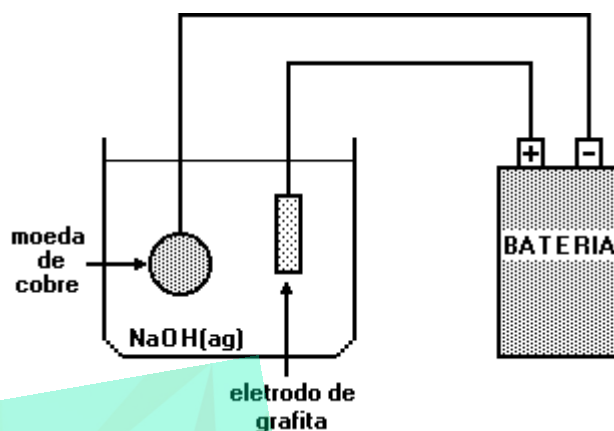 + -
BATERIA
moeda
de
cobre
NaOH(ag)
eletrodo de
grafita